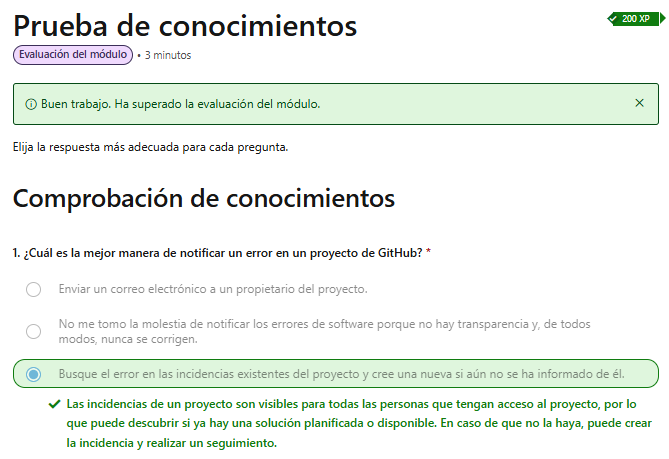 Prueba de conocimientos
200 XP
Evaluación del módulo • 3 minutos
Buen trabajo. Ha superado la evaluación del módulo.
Elija la respuesta más adecuada para cada pregunta.
Comprobación de conocimientos
1. ¿Cuál es la mejor manera de notificar un error en un proyecto de GitHub? *
Enviar un correo electrónico a un propietario del proyecto.
No me tomo la molestia de notificar los errores de software porque no hay transparencia y, de todos
modos, nunca se corrigen.
Busque el error en las incidencias existentes del proyecto y cree una nueva si aún no se ha informado de él.
Las incidencias de un proyecto son visibles para todas las personas que tengan acceso al proyecto, por lo
que puede descubrir si ya hay una solución planificada o disponible. En caso de que no la haya, puede crear
la incidencia y realizar un seguimiento.